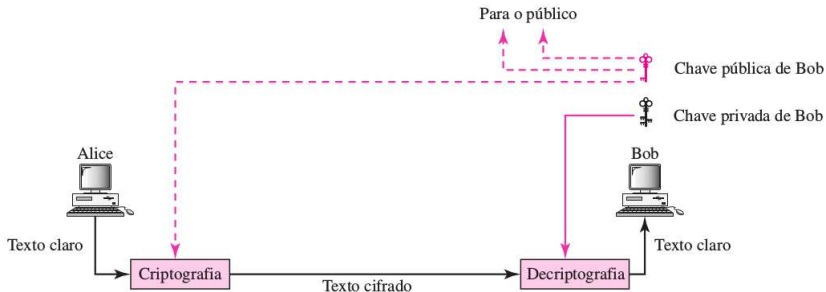 Para o público
Chave pública de Bob
Chave privada de Bob
Alice
Bob
Texto claro
Texto claro
Criptografia
Decriptografia
Texto cifrado